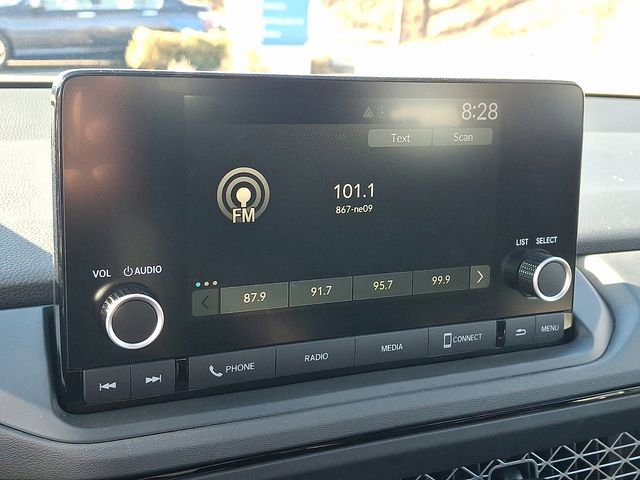 8:28
Text Scan
FM
101.1
867-ne09
LIST SELECT
VOL AUDIO
87.9 91.7 95.7 99.9
PHONE RADIO MEDIA CONNECT MENU